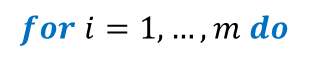 for i = 1, ..., m do